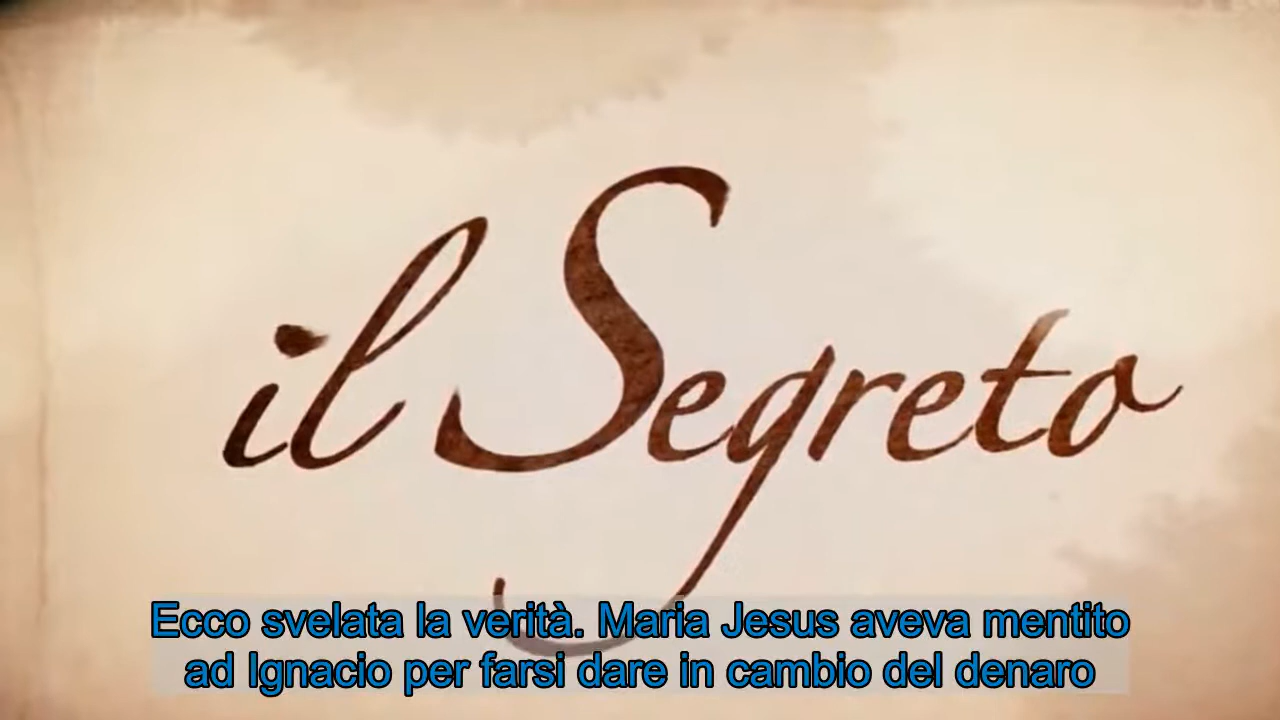 il Segreto
Ecco svelata la verità. Maria Jesus aveva mentito
ad Ignacio per farsi dare in cambio del denaro